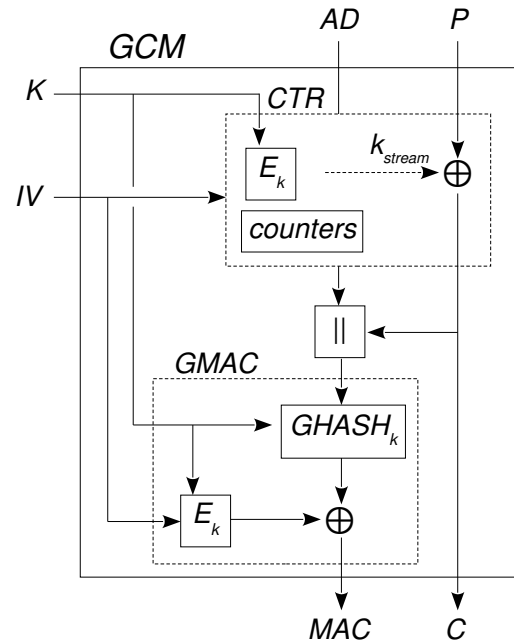 AD P
GCM
K
CTR
E_k
k_stream ⊕
IV
counters
||
GMAC
GHASH_k
E_k ⊕
MAC C